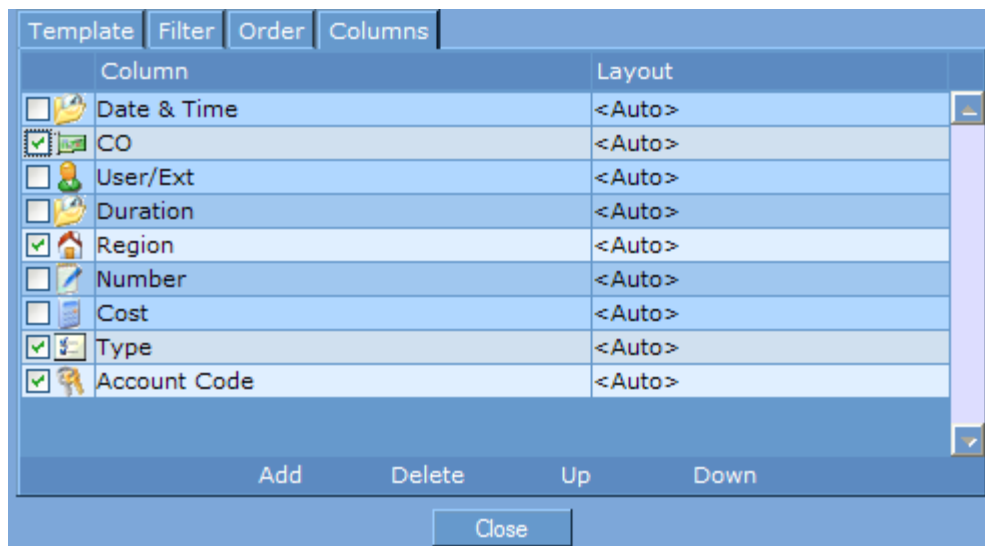 Template Filter Order Columns
Column Layout
Date & Time <Auto>
CO <Auto>
User/Ext <Auto>
Duration <Auto>
Region <Auto>
Number <Auto>
Cost <Auto>
Type <Auto>
Account Code <Auto>
Add Delete Up Down
Close